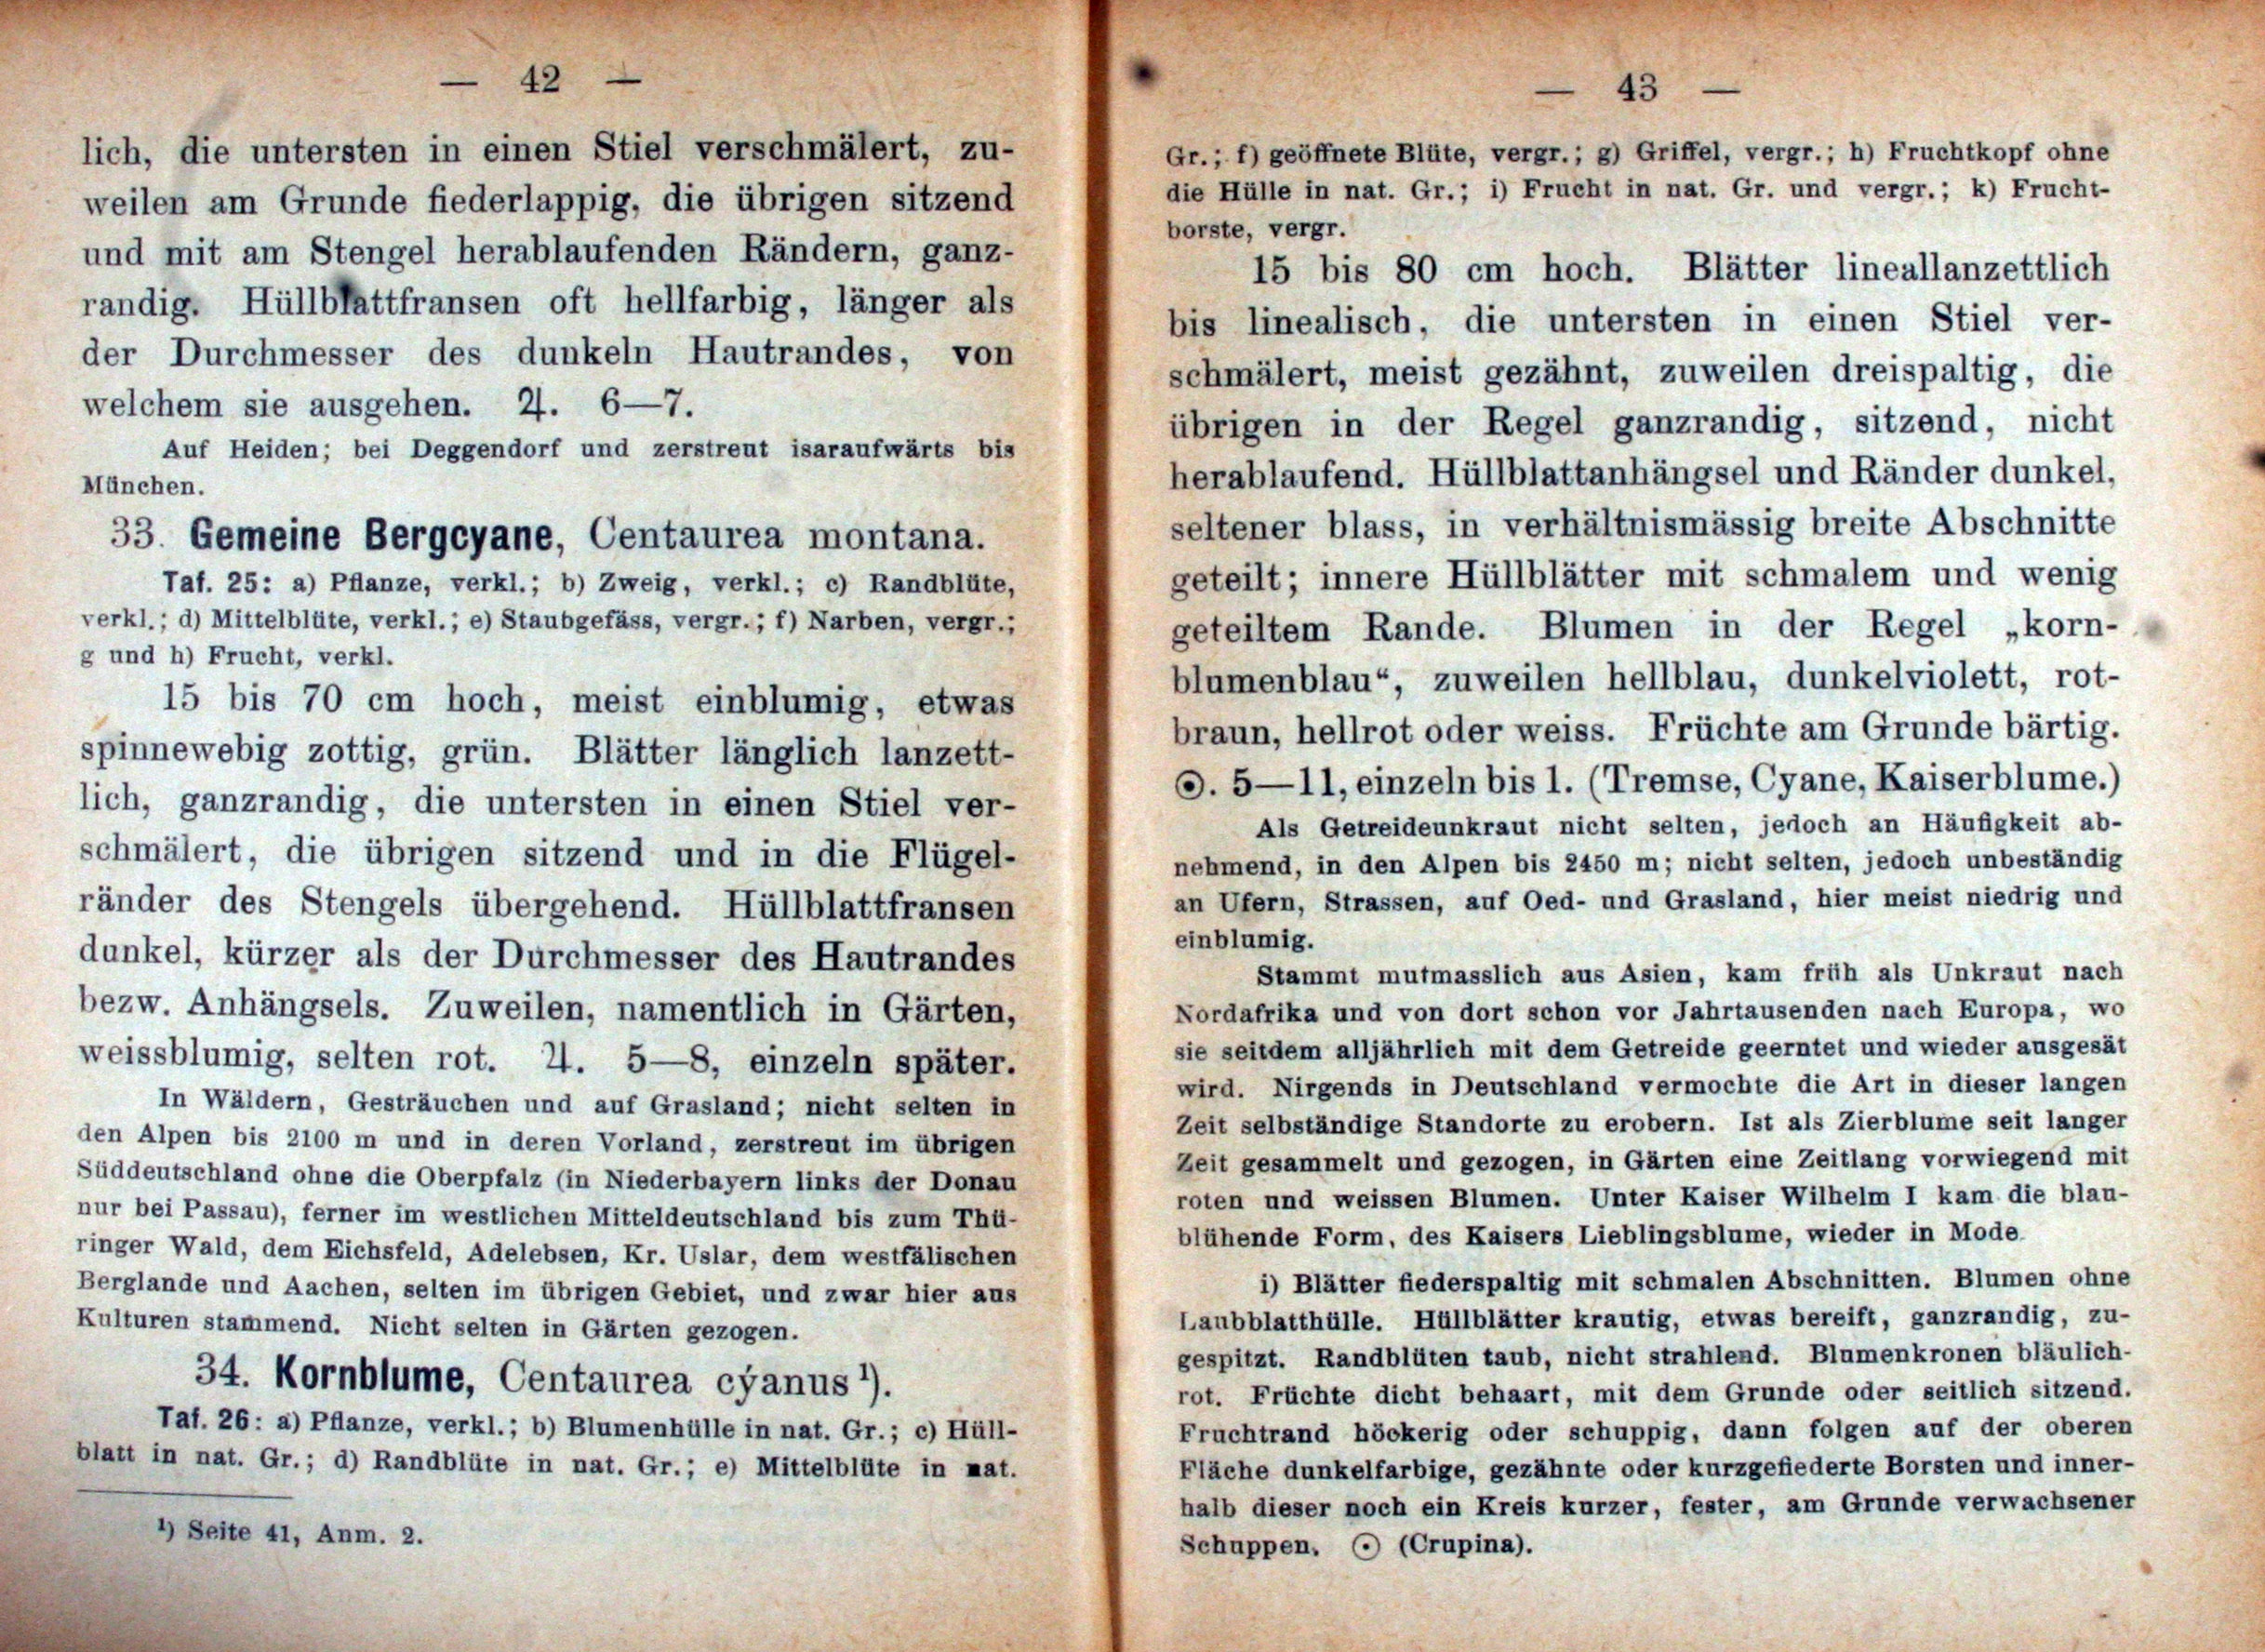 — 42 —
lich, die untersten in einen Stiel verschmälert, zu-
weilen am Grunde fiederlappig, die übrigen sitzend
und mit am Stengel herablaufenden Rändern, ganz-
randig. Hüllblattfransen oft hellfarbig, länger als
der Durchmesser des dunkeln Hautrandes, von
welchem sie ausgehen. ♃. 6—7.
Auf Heiden; bei Deggendorf und zerstreut isaraufwärts bis
München.
33. Gemeine Bergcyane, Centaurea montana.
Taf. 25: a) Pflanze, verkl.; b) Zweig, verkl.; c) Randblüte,
verkl.; d) Mittelblüte, verkl.; e) Staubgefäss, vergr.; f) Narben, vergr.;
g und h) Frucht, verkl.
15 bis 70 cm hoch, meist einblumig, etwas
spinnewebig zottig, grün. Blätter länglich lanzett-
lich, ganzrandig, die untersten in einen Stiel ver-
schmälert, die übrigen sitzend und in die Flügel-
ränder des Stengels übergehend. Hüllblattfransen
dunkel, kürzer als der Durchmesser des Hautrandes
bezw. Anhängsels. Zuweilen, namentlich in Gärten,
weissblumig, selten rot. ♃. 5—8, einzeln später.
In Wäldern, Gesträuchen und auf Grasland; nicht selten in
den Alpen bis 2100 m und in deren Vorland, zerstreut im übrigen
Süddeutschland ohne die Oberpfalz (in Niederbayern links der Donau
nur bei Passau), ferner im westlichen Mitteldeutschland bis zum Thü-
ringer Wald, dem Eichsfeld, Adelebsen, Kr. Uslar, dem westfälischen
Berglande und Aachen, selten im übrigen Gebiet, und zwar hier aus
Kulturen stammend. Nicht selten in Gärten gezogen.
34. Kornblume, Centaurea cýanus ¹).
Taf. 26: a) Pflanze, verkl.; b) Blumenhülle in nat. Gr.; c) Hüll-
blatt in nat. Gr.; d) Randblüte in nat. Gr.; e) Mittelblüte in nat.
¹) Seite 41, Anm. 2.
— 43 —
Gr.; f) geöffnete Blüte, vergr.; g) Griffel, vergr.; h) Fruchtkopf ohne
die Hülle in nat. Gr.; i) Frucht in nat. Gr. und vergr.; k) Frucht-
borste, vergr.
15 bis 80 cm hoch. Blätter lineallanzettlich
bis linealisch, die untersten in einen Stiel ver-
schmälert, meist gezähnt, zuweilen dreispaltig, die
übrigen in der Regel ganzrandig, sitzend, nicht
herablaufend. Hüllblattanhängsel und Ränder dunkel,
seltener blass, in verhältnismässig breite Abschnitte
geteilt; innere Hüllblätter mit schmalem und wenig
geteiltem Rande. Blumen in der Regel „korn-
blumenblau“, zuweilen hellblau, dunkelviolett, rot-
braun, hellrot oder weiss. Früchte am Grunde bärtig.
⊙. 5—11, einzeln bis 1. (Tremse, Cyane, Kaiserblume.)
Als Getreideunkraut nicht selten, jedoch an Häufigkeit ab-
nehmend, in den Alpen bis 2450 m; nicht selten, jedoch unbeständig
an Ufern, Strassen, auf Oed- und Grasland, hier meist niedrig und
einblumig.
Stammt mutmasslich aus Asien, kam früh als Unkraut nach
Nordafrika und von dort schon vor Jahrtausenden nach Europa, wo
sie seitdem alljährlich mit dem Getreide geerntet und wieder ausgesät
wird. Nirgends in Deutschland vermochte die Art in dieser langen
Zeit selbständige Standorte zu erobern. Ist als Zierblume seit langer
Zeit gesammelt und gezogen, in Gärten eine Zeitlang vorwiegend mit
roten und weissen Blumen. Unter Kaiser Wilhelm I kam die blau-
blühende Form, des Kaisers Lieblingsblume, wieder in Mode.
i) Blätter fiederspaltig mit schmalen Abschnitten. Blumen ohne
Laubblatthülle. Hüllblätter krautig, etwas bereift, ganzrandig, zu-
gespitzt. Randblüten taub, nicht strahlend. Blumenkronen bläulich-
rot. Früchte dicht behaart, mit dem Grunde oder seitlich sitzend.
Fruchtrand höckerig oder schuppig, dann folgen auf der oberen
Fläche dunkelfarbige, gezähnte oder kurzgefiederte Borsten und inner-
halb dieser noch ein Kreis kurzer, fester, am Grunde verwachsener
Schuppen. ⊙ (Crupina).